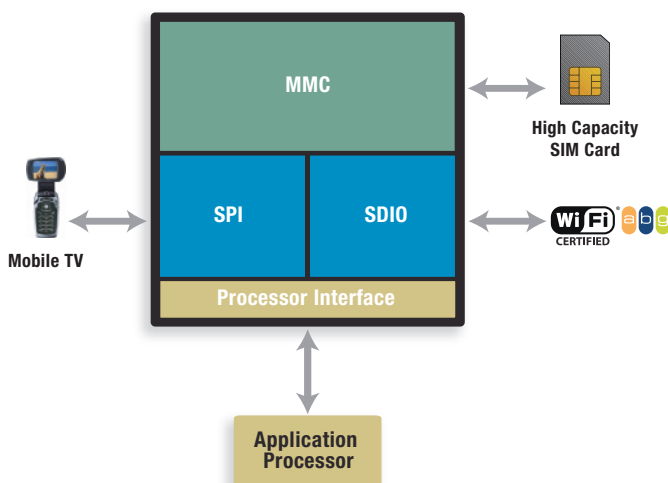 MMC
High Capacity
SIM Card
SPI
SDIO
Mobile TV
Wi Fi ® a b g
CERTIFIED
Processor Interface
Application
Processor